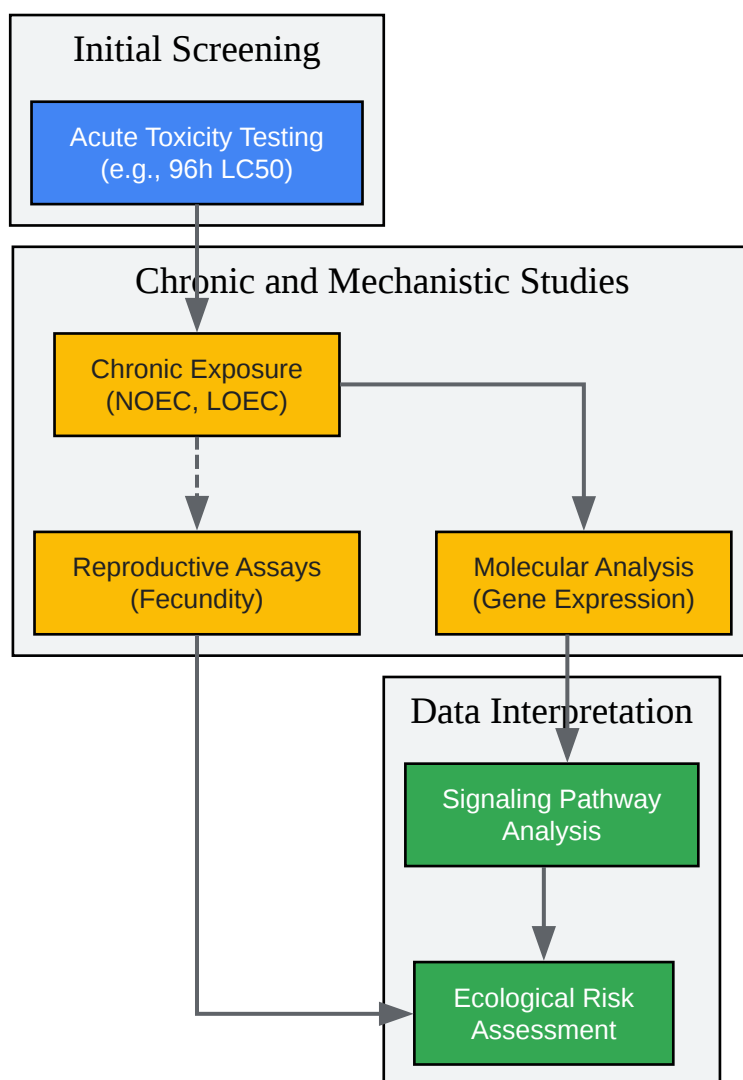 Initial Screening
Acute Toxicity Testing
(e.g., 96h LC50)
Chronic and Mechanistic Studies
Chronic Exposure
(NOEC, LOEC)
Reproductive Assays
(Fecundity)
Molecular Analysis
(Gene Expression)
Data Interpretation
Signaling Pathway
Analysis
Ecological Risk
Assessment